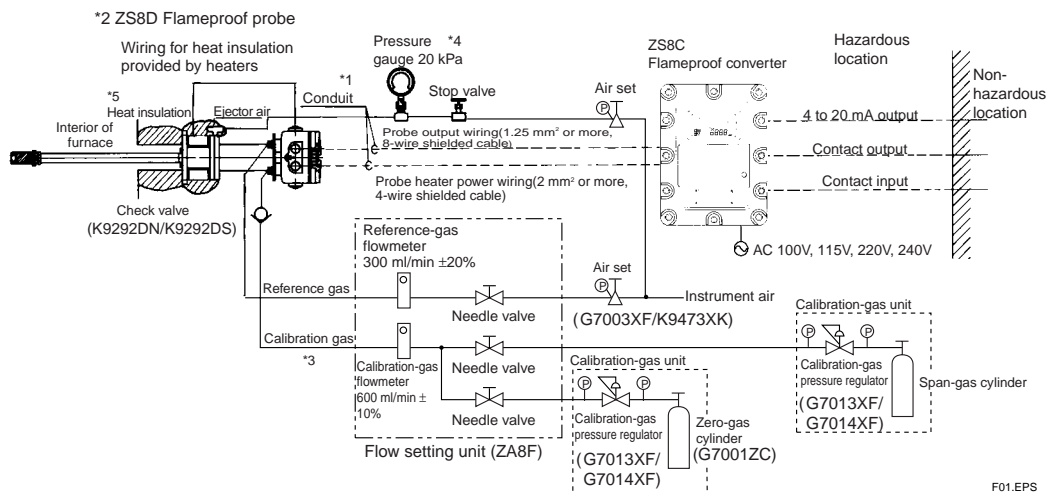 *2 ZS8D Flameproof probe
Wiring for heat insulation
provided by heaters
Pressure *4
gauge 20 kPa
ZS8C
Flameproof converter
Hazardous
location
Non-
hazardous
location
*1
Conduit
Stop valve
Air set
P
*5
Heat insulation
Ejector air
Interior of
furnace
4 to 20 mA output
Probe output wiring(1.25 mm² or more,
8-wire shielded cable)
Contact output
Probe heater power wiring(2 mm² or more,
4-wire shielded cable)
Contact input
Check valve
(K9292DN/K9292DS)
Reference-gas
flowmeter
300 ml/min ±20%
AC 100V, 115V, 220V, 240V
Air set
P
Reference gas
Needle valve
Instrument air
(G7003XF/K9473XK)
Calibration-gas unit
Calibration gas
*3
Needle valve
P
P
Calibration-gas
flowmeter
600 ml/min ±
10%
Calibration-gas unit
P
P
Calibration-gas
pressure regulator
Span-gas cylinder
(G7013XF/
G7014XF)
Needle valve
Calibration-gas
pressure regulator
Zero-gas
cylinder
(G7001ZC)
(G7013XF/
G7014XF)
Flow setting unit (ZA8F)
F01.EPS